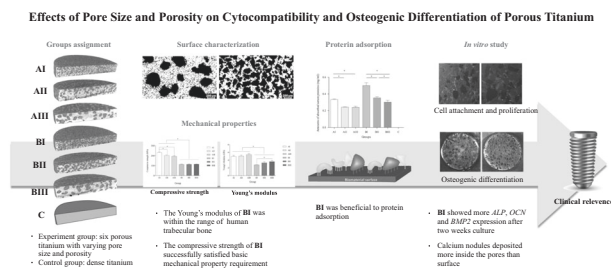 Effects of Pore Size and Porosity on Cytocompatibility and Osteogenic Differentiation of Porous Titanium
Groups assignment
AI
AII
AIII
BI
BII
BIII
C
• Experiment group: six porous
titanium with varying pore
size and porosity
• Control group: dense titanium
Surface characterization
Mechanical properties
Compressive strength
Young's modulus
• The Young's modulus of BI was
within the range of human
trabecular bone
• The compressive strength of BI
successfully satisfied basic
mechanical property requirement
Proterin adsorption
BI was beneficial to protein
adsorption
In vitro study
Cell attachment and proliferation
Osteogenic differentiation
• BI showed more ALP, OCN
and BMP2 expression after
two weeks culture
• Calcium nodules deposited
more inside the pores than
surface
Clinical relevence